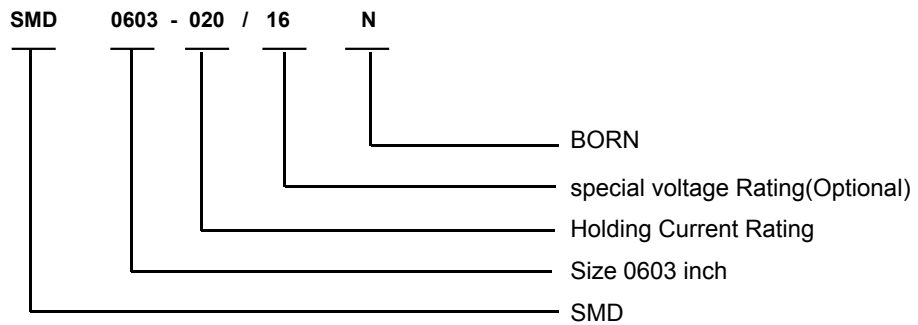 SMD 0603 - 020 / 16 N
BORN
special voltage Rating(Optional)
Holding Current Rating
Size 0603 inch
SMD